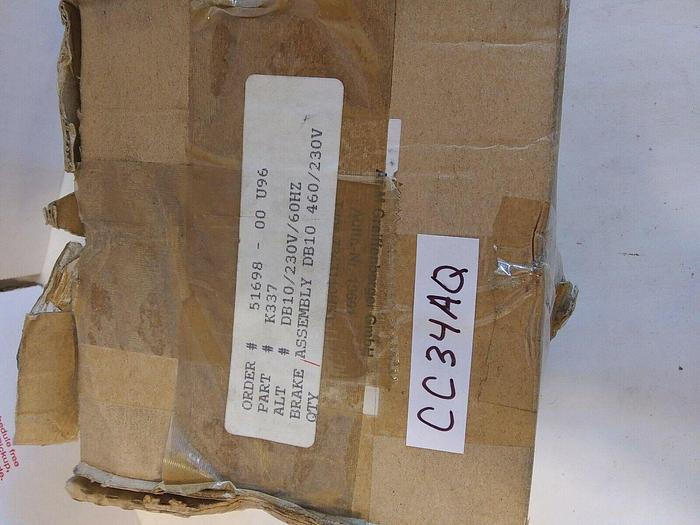 ORDER # 51698 - 00 U96
PART # K337
ALT # DB10/230V/60HZ
BRAKE ASSEMBLY DB10 460/230V
QTY
CC34AQ